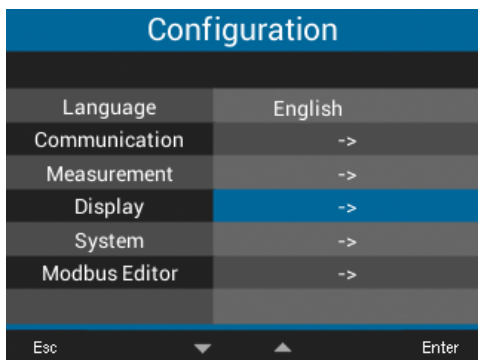 Configuration
Language English
Communication ->
Measurement ->
Display ->
System ->
Modbus Editor ->
Esc Enter